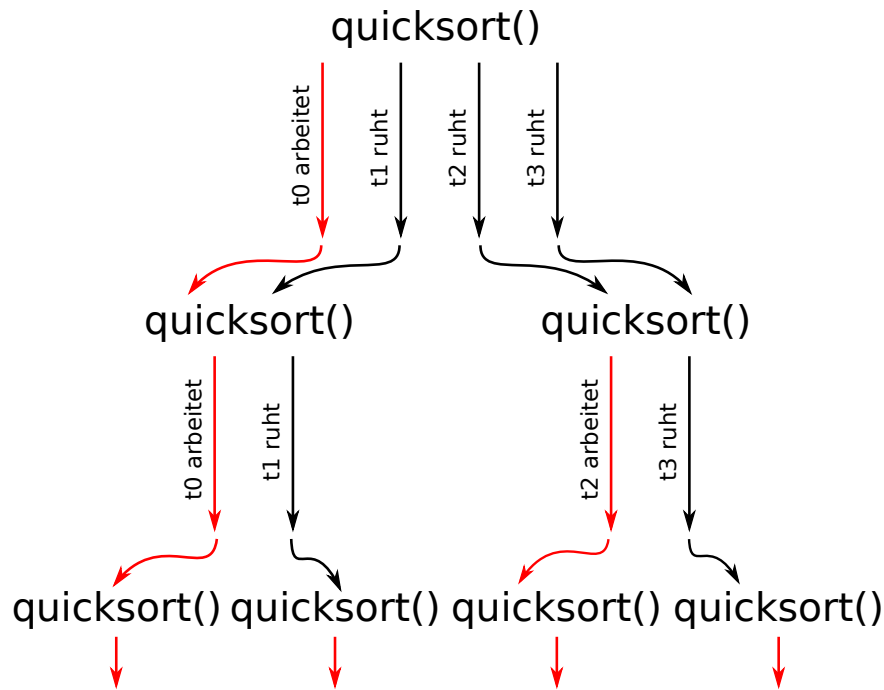 quicksort()
t0 arbeitet
t1 ruht
t2 ruht
t3 ruht
quicksort()
quicksort()
t0 arbeitet
t1 ruht
t2 arbeitet
t3 ruht
quicksort()
quicksort()
quicksort()
quicksort()